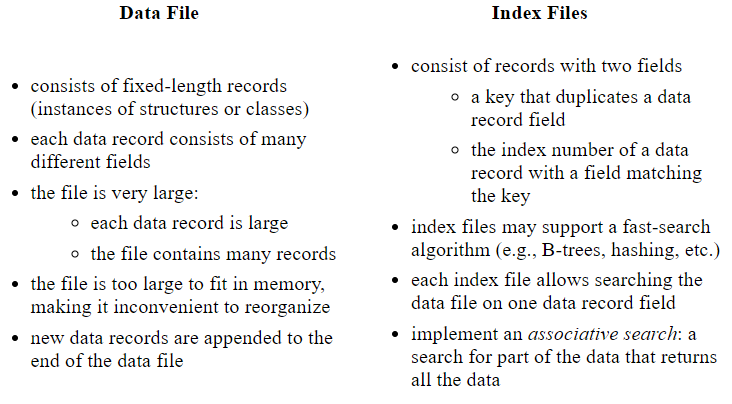 Data File
• consists of fixed-length records
(instances of structures or classes)
• each data record consists of many
different fields
• the file is very large:
○ each data record is large
○ the file contains many records
• the file is too large to fit in memory,
making it inconvenient to reorganize
• new data records are appended to the
end of the data file
Index Files
• consist of records with two fields
○ a key that duplicates a data
record field
○ the index number of a data
record with a field matching
the key
• index files may support a fast-search
algorithm (e.g., B-trees, hashing, etc.)
• each index file allows searching the
data file on one data record field
• implement an associative search: a
search for part of the data that returns
all the data